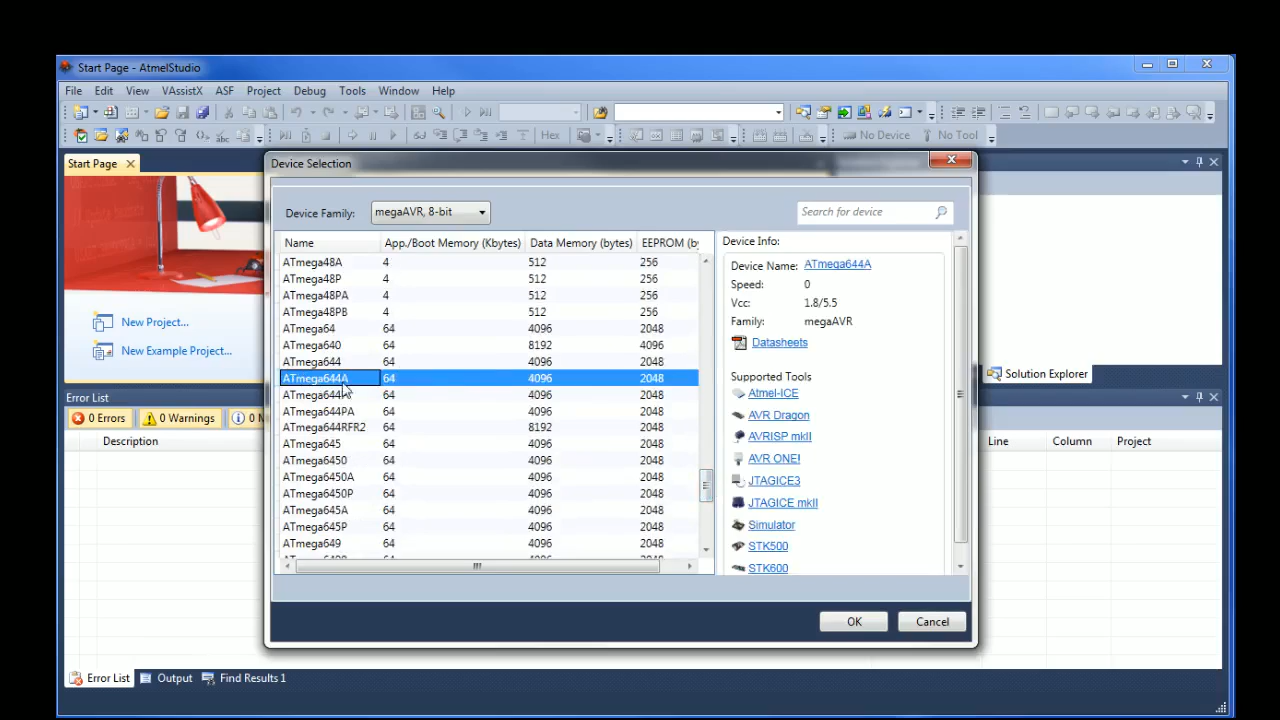 Start Page - AtmelStudio
File Edit View VAssistX ASF Project Debug Tools Window Help
Hex No Device No Tool
Start Page
Device Selection
Device Family: megaAVR, 8-bit Search for device
Name App./Boot Memory (Kbytes) Data Memory (bytes) EEPROM (by
ATmega48A 4 512 256
ATmega48P 4 512 256
ATmega48PA 4 512 256
ATmega48PB 4 512 256
ATmega64 64 4096 2048
ATmega640 64 8192 4096
ATmega644 64 4096 2048
ATmega644A 64 4096 2048
64 4096 2048
ATmega644PA 64 4096 2048
ATmega644RFR2 64 8192 2048
ATmega645 64 4096 2048
ATmega6450 64 4096 2048
ATmega6450A 64 4096 2048
ATmega6450P 64 4096 2048
ATmega645A 64 4096 2048
ATmega645P 64 4096 2048
ATmega649 64 4096 2048
Device Info:
Device Name: ATmega644A
Speed: 0
Vcc: 1.8/5.5
Family: megaAVR
Datasheets
Supported Tools
Atmel-ICE
AVR Dragon
AVRISP mkII
AVR ONE!
JTAGICE3
JTAGICE mkII
Simulator
STK500
STK600
OK Cancel
New Project...
New Example Project...
Solution Explorer
Error List
0 Errors 0 Warnings 0
Description Line Column Project
Error List Output Find Results 1